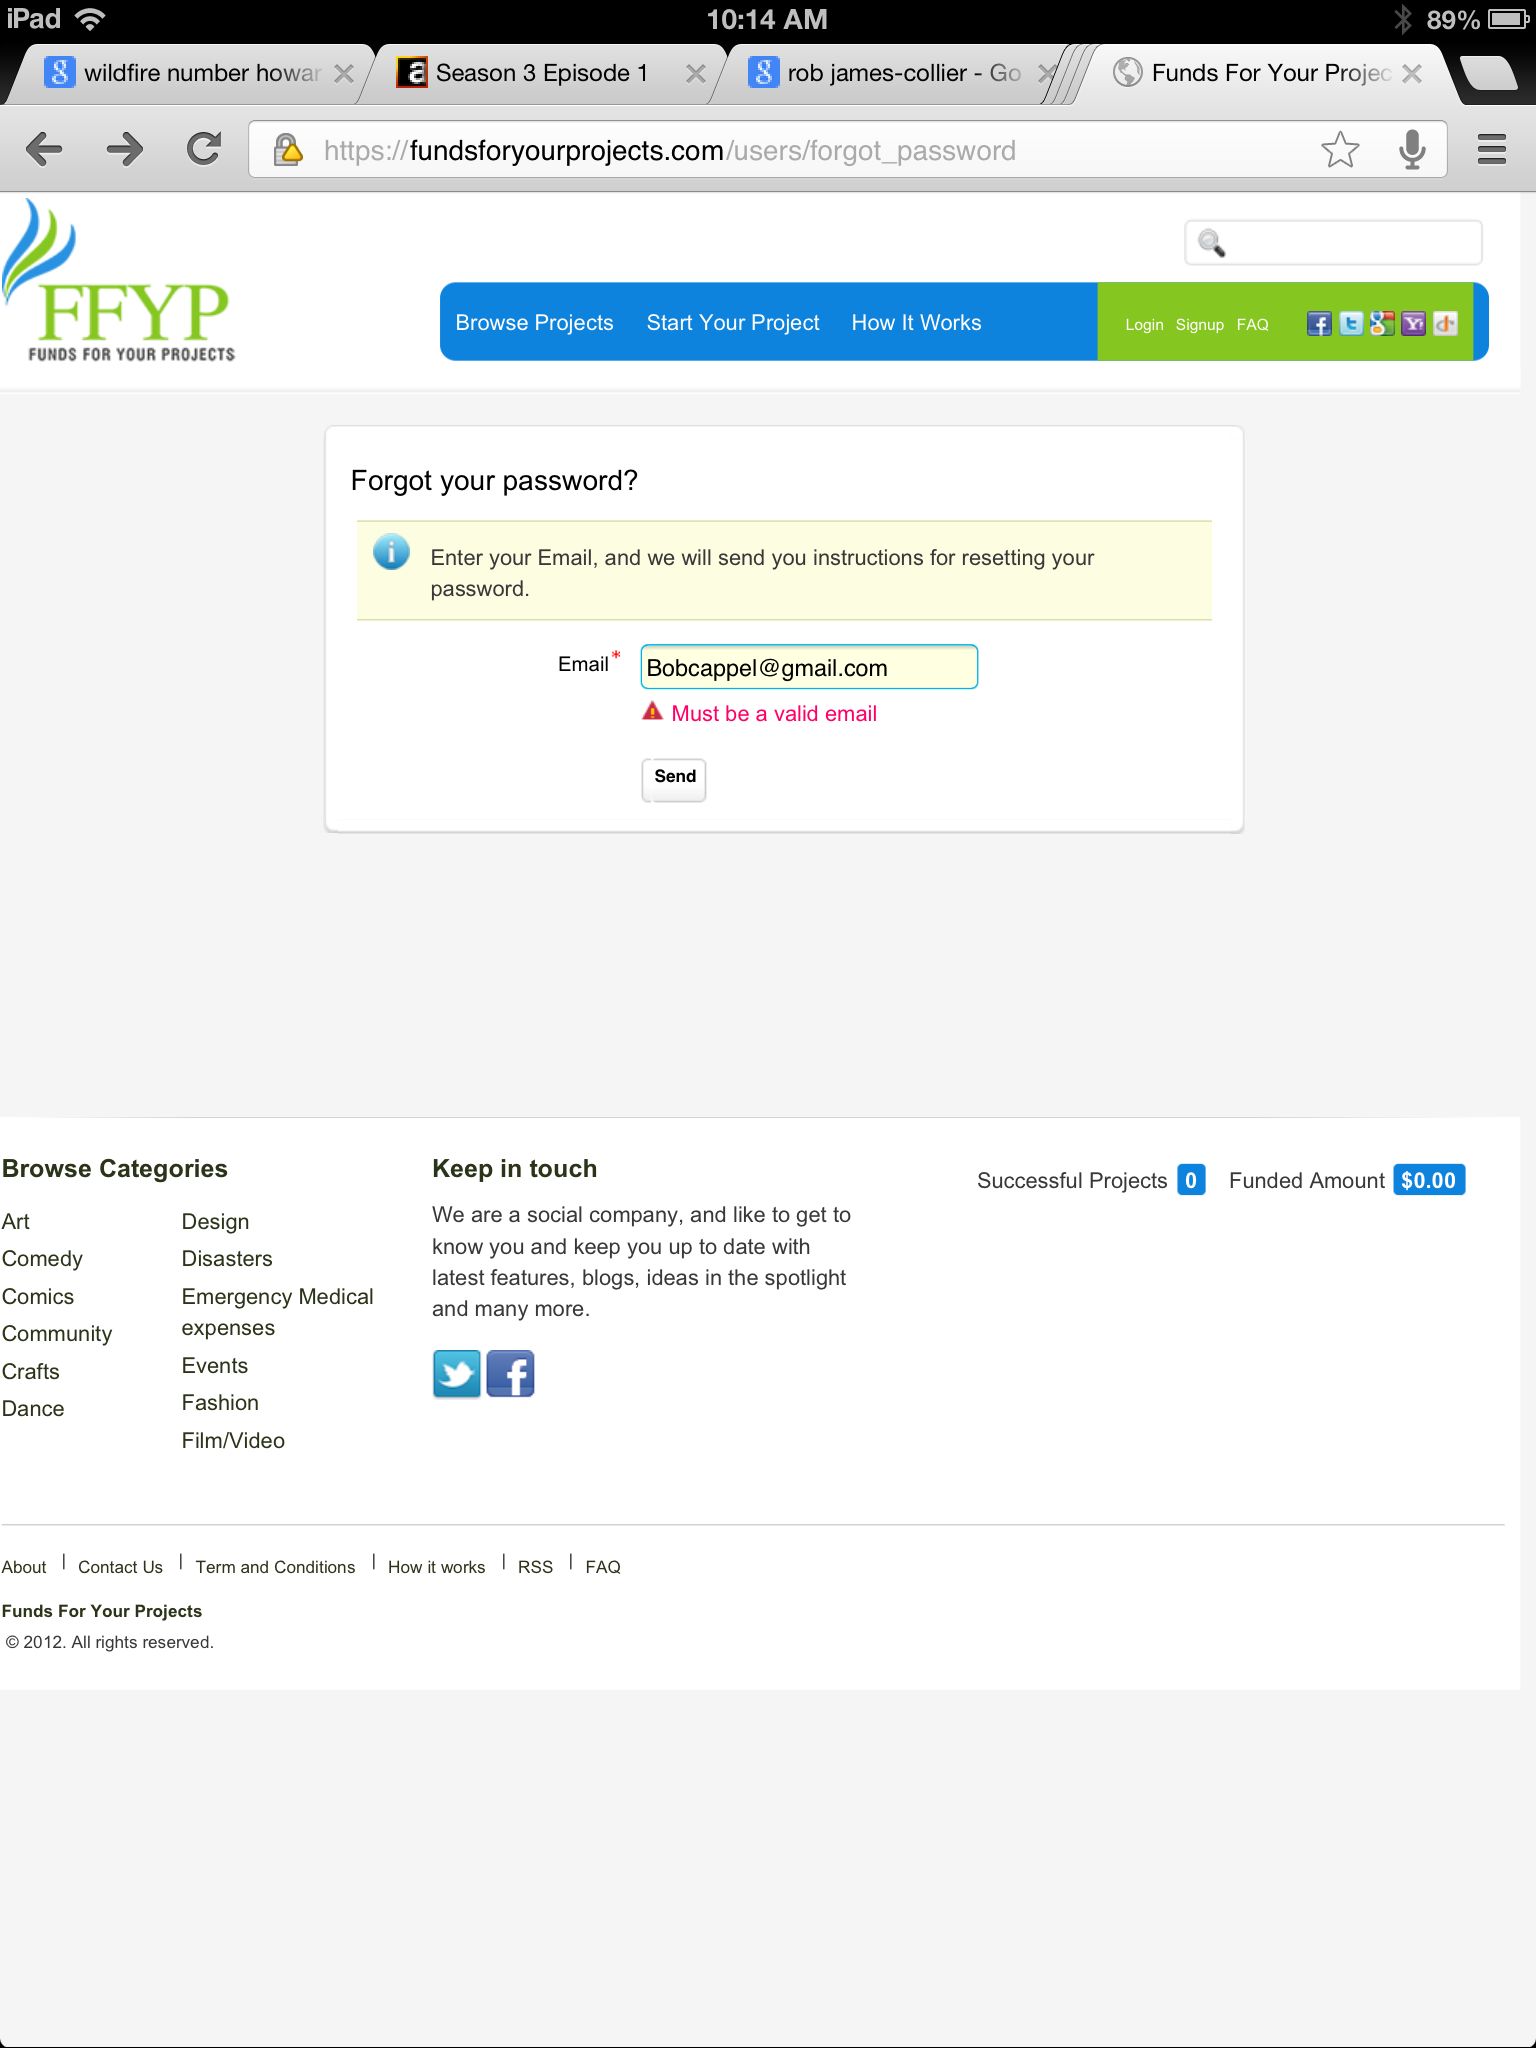 iPad 10:14 AM 89%
wildfire number howar Season 3 Episode 1 rob james-collier - Go Funds For Your Projec
https://fundsforyourprojects.com/users/forgot_password
FFYP
FUNDS FOR YOUR PROJECTS
Browse Projects Start Your Project How It Works Login Signup FAQ
Forgot your password?
Enter your Email, and we will send you instructions for resetting your
password.
Email* Bobcappel@gmail.com
Must be a valid email
Send
Browse Categories
Art
Comedy
Comics
Community
Crafts
Dance
Design
Disasters
Emergency Medical
expenses
Events
Fashion
Film/Video
Keep in touch
We are a social company, and like to get to
know you and keep you up to date with
latest features, blogs, ideas in the spotlight
and many more.
Successful Projects 0 Funded Amount $0.00
About | Contact Us | Term and Conditions | How it works | RSS | FAQ
Funds For Your Projects
© 2012. All rights reserved.